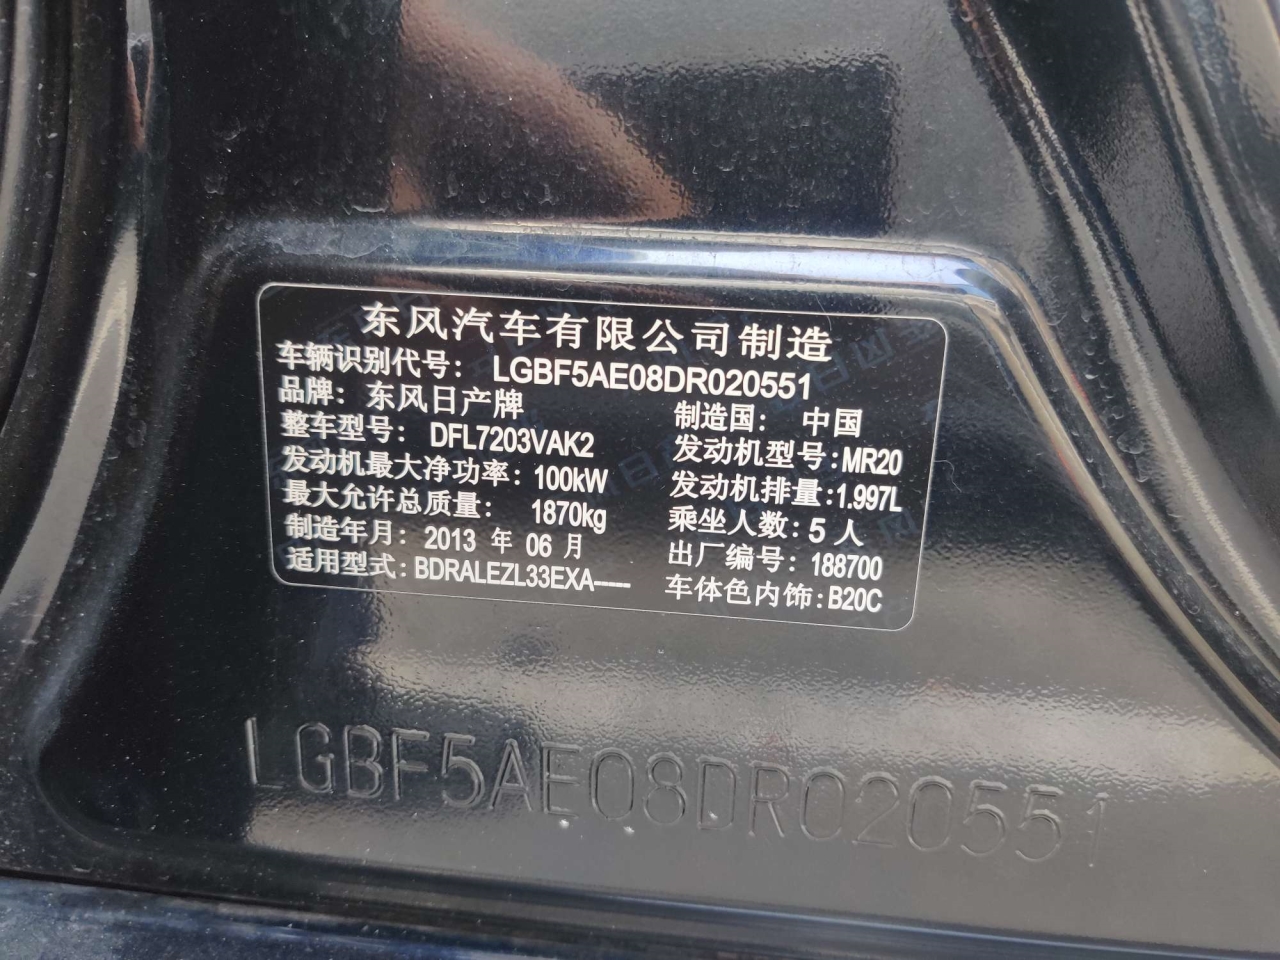 东风汽车有限公司制造
车辆识别代号: LGBF5AE08DR020551
品牌: 东风日产牌 制造国: 中国
整车型号: DFL7203VAK2 发动机型号:MR20
发动机最大净功率: 100kW 发动机排量:1.997L
最大允许总质量: 1870kg 乘坐人数:5人
制造年月: 2013 年 06 月 出厂编号: 188700
适用型式: BDRALEZL33EXA----- 车体色内饰:B20C
LGBF5AE08DR020551